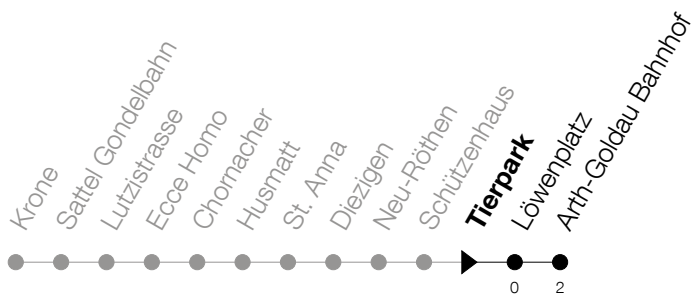 Krone
Sattel Gondelbahn
Lutzistrasse
Ecce Homo
Chornacher
Husmatt
St. Anna
Diezigen
Neu-Röthen
Schützenhaus
Tierpark
Löwenplatz
Arth-Goldau Bahnhof
0
2